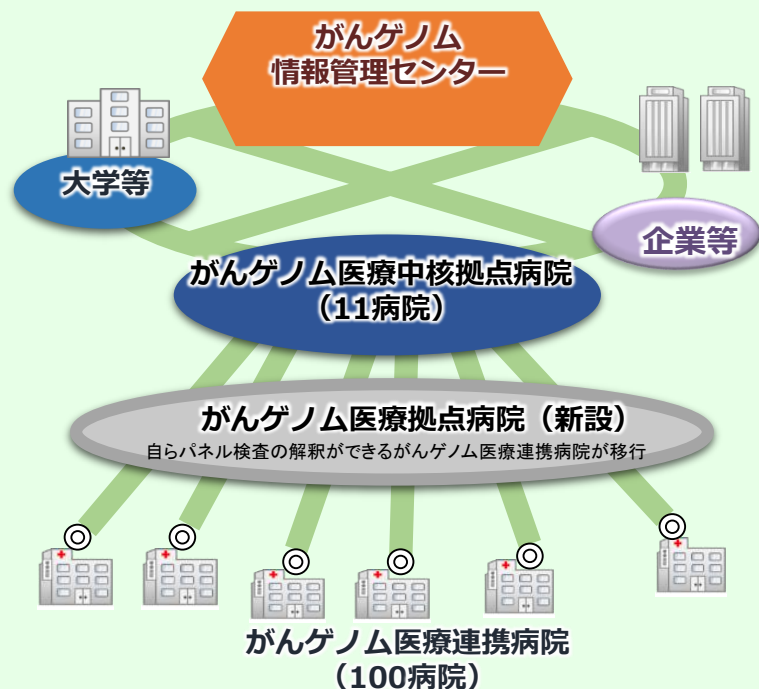 がんゲノム
情報管理センター
大学等
企業等
がんゲノム医療中核拠点病院
（11病院）
がんゲノム医療拠点病院（新設）
自らパネル検査の解釈ができるがんゲノム医療連携病院が移行
がんゲノム医療連携病院
（100病院）